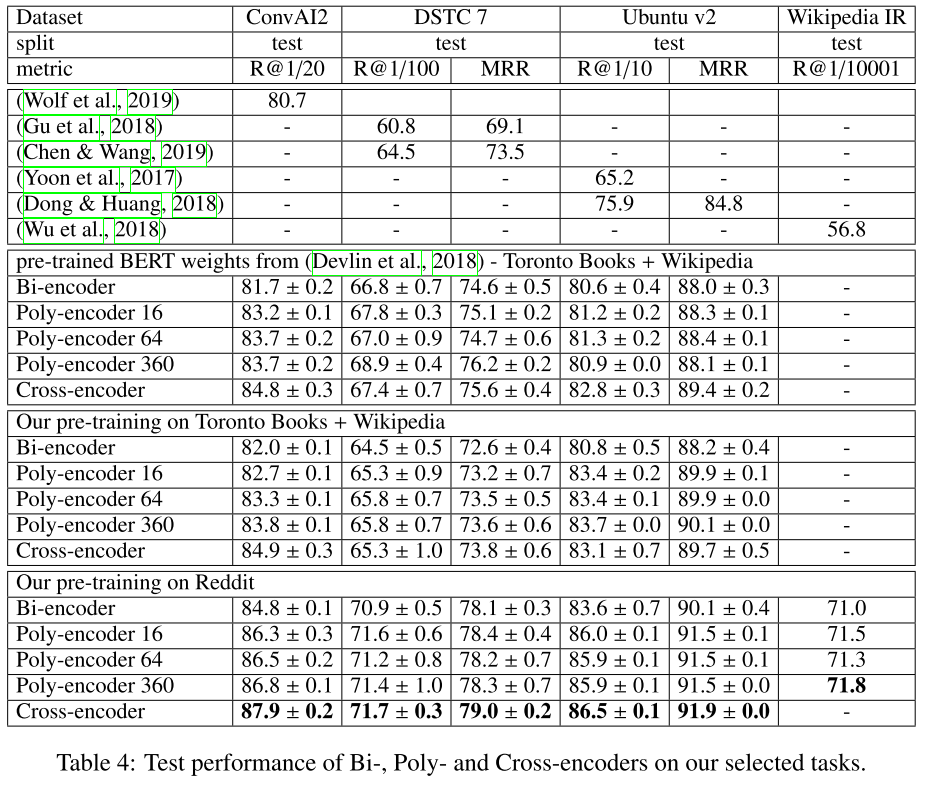 Dataset ConvAI2 DSTC 7 Ubuntu v2 Wikipedia IR
split test test test test
metric R@1/20 R@1/100 MRR R@1/10 MRR R@1/10001
(Wolf et al., 2019) 80.7
(Gu et al., 2018) - 60.8 69.1 - - -
(Chen & Wang, 2019) - 64.5 73.5 - - -
(Yoon et al., 2017) - - - 65.2 - -
(Dong & Huang, 2018) - - - 75.9 84.8 -
(Wu et al., 2018) - - - - - 56.8
pre-trained BERT weights from (Devlin et al., 2018) - Toronto Books + Wikipedia
Bi-encoder 81.7 ± 0.2 66.8 ± 0.7 74.6 ± 0.5 80.6 ± 0.4 88.0 ± 0.3 -
Poly-encoder 16 83.2 ± 0.1 67.8 ± 0.3 75.1 ± 0.2 81.2 ± 0.2 88.3 ± 0.1 -
Poly-encoder 64 83.7 ± 0.2 67.0 ± 0.9 74.7 ± 0.6 81.3 ± 0.2 88.4 ± 0.1 -
Poly-encoder 360 83.7 ± 0.2 68.9 ± 0.4 76.2 ± 0.2 80.9 ± 0.0 88.1 ± 0.1 -
Cross-encoder 84.8 ± 0.3 67.4 ± 0.7 75.6 ± 0.4 82.8 ± 0.3 89.4 ± 0.2 -
Our pre-training on Toronto Books + Wikipedia
Bi-encoder 82.0 ± 0.1 64.5 ± 0.5 72.6 ± 0.4 80.8 ± 0.5 88.2 ± 0.4 -
Poly-encoder 16 82.7 ± 0.1 65.3 ± 0.9 73.2 ± 0.7 83.4 ± 0.2 89.9 ± 0.1 -
Poly-encoder 64 83.3 ± 0.1 65.8 ± 0.7 73.5 ± 0.5 83.4 ± 0.1 89.9 ± 0.0 -
Poly-encoder 360 83.8 ± 0.1 65.8 ± 0.7 73.6 ± 0.6 83.7 ± 0.0 90.1 ± 0.0 -
Cross-encoder 84.9 ± 0.3 65.3 ± 1.0 73.8 ± 0.6 83.1 ± 0.7 89.7 ± 0.5 -
Our pre-training on Reddit
Bi-encoder 84.8 ± 0.1 70.9 ± 0.5 78.1 ± 0.3 83.6 ± 0.7 90.1 ± 0.4 71.0
Poly-encoder 16 86.3 ± 0.3 71.6 ± 0.6 78.4 ± 0.4 86.0 ± 0.1 91.5 ± 0.1 71.5
Poly-encoder 64 86.5 ± 0.2 71.2 ± 0.8 78.2 ± 0.7 85.9 ± 0.1 91.5 ± 0.1 71.3
Poly-encoder 360 86.8 ± 0.1 71.4 ± 1.0 78.3 ± 0.7 85.9 ± 0.1 91.5 ± 0.0 71.8
Cross-encoder 87.9 ± 0.2 71.7 ± 0.3 79.0 ± 0.2 86.5 ± 0.1 91.9 ± 0.0 -
Table 4: Test performance of Bi-, Poly- and Cross-encoders on our selected tasks.